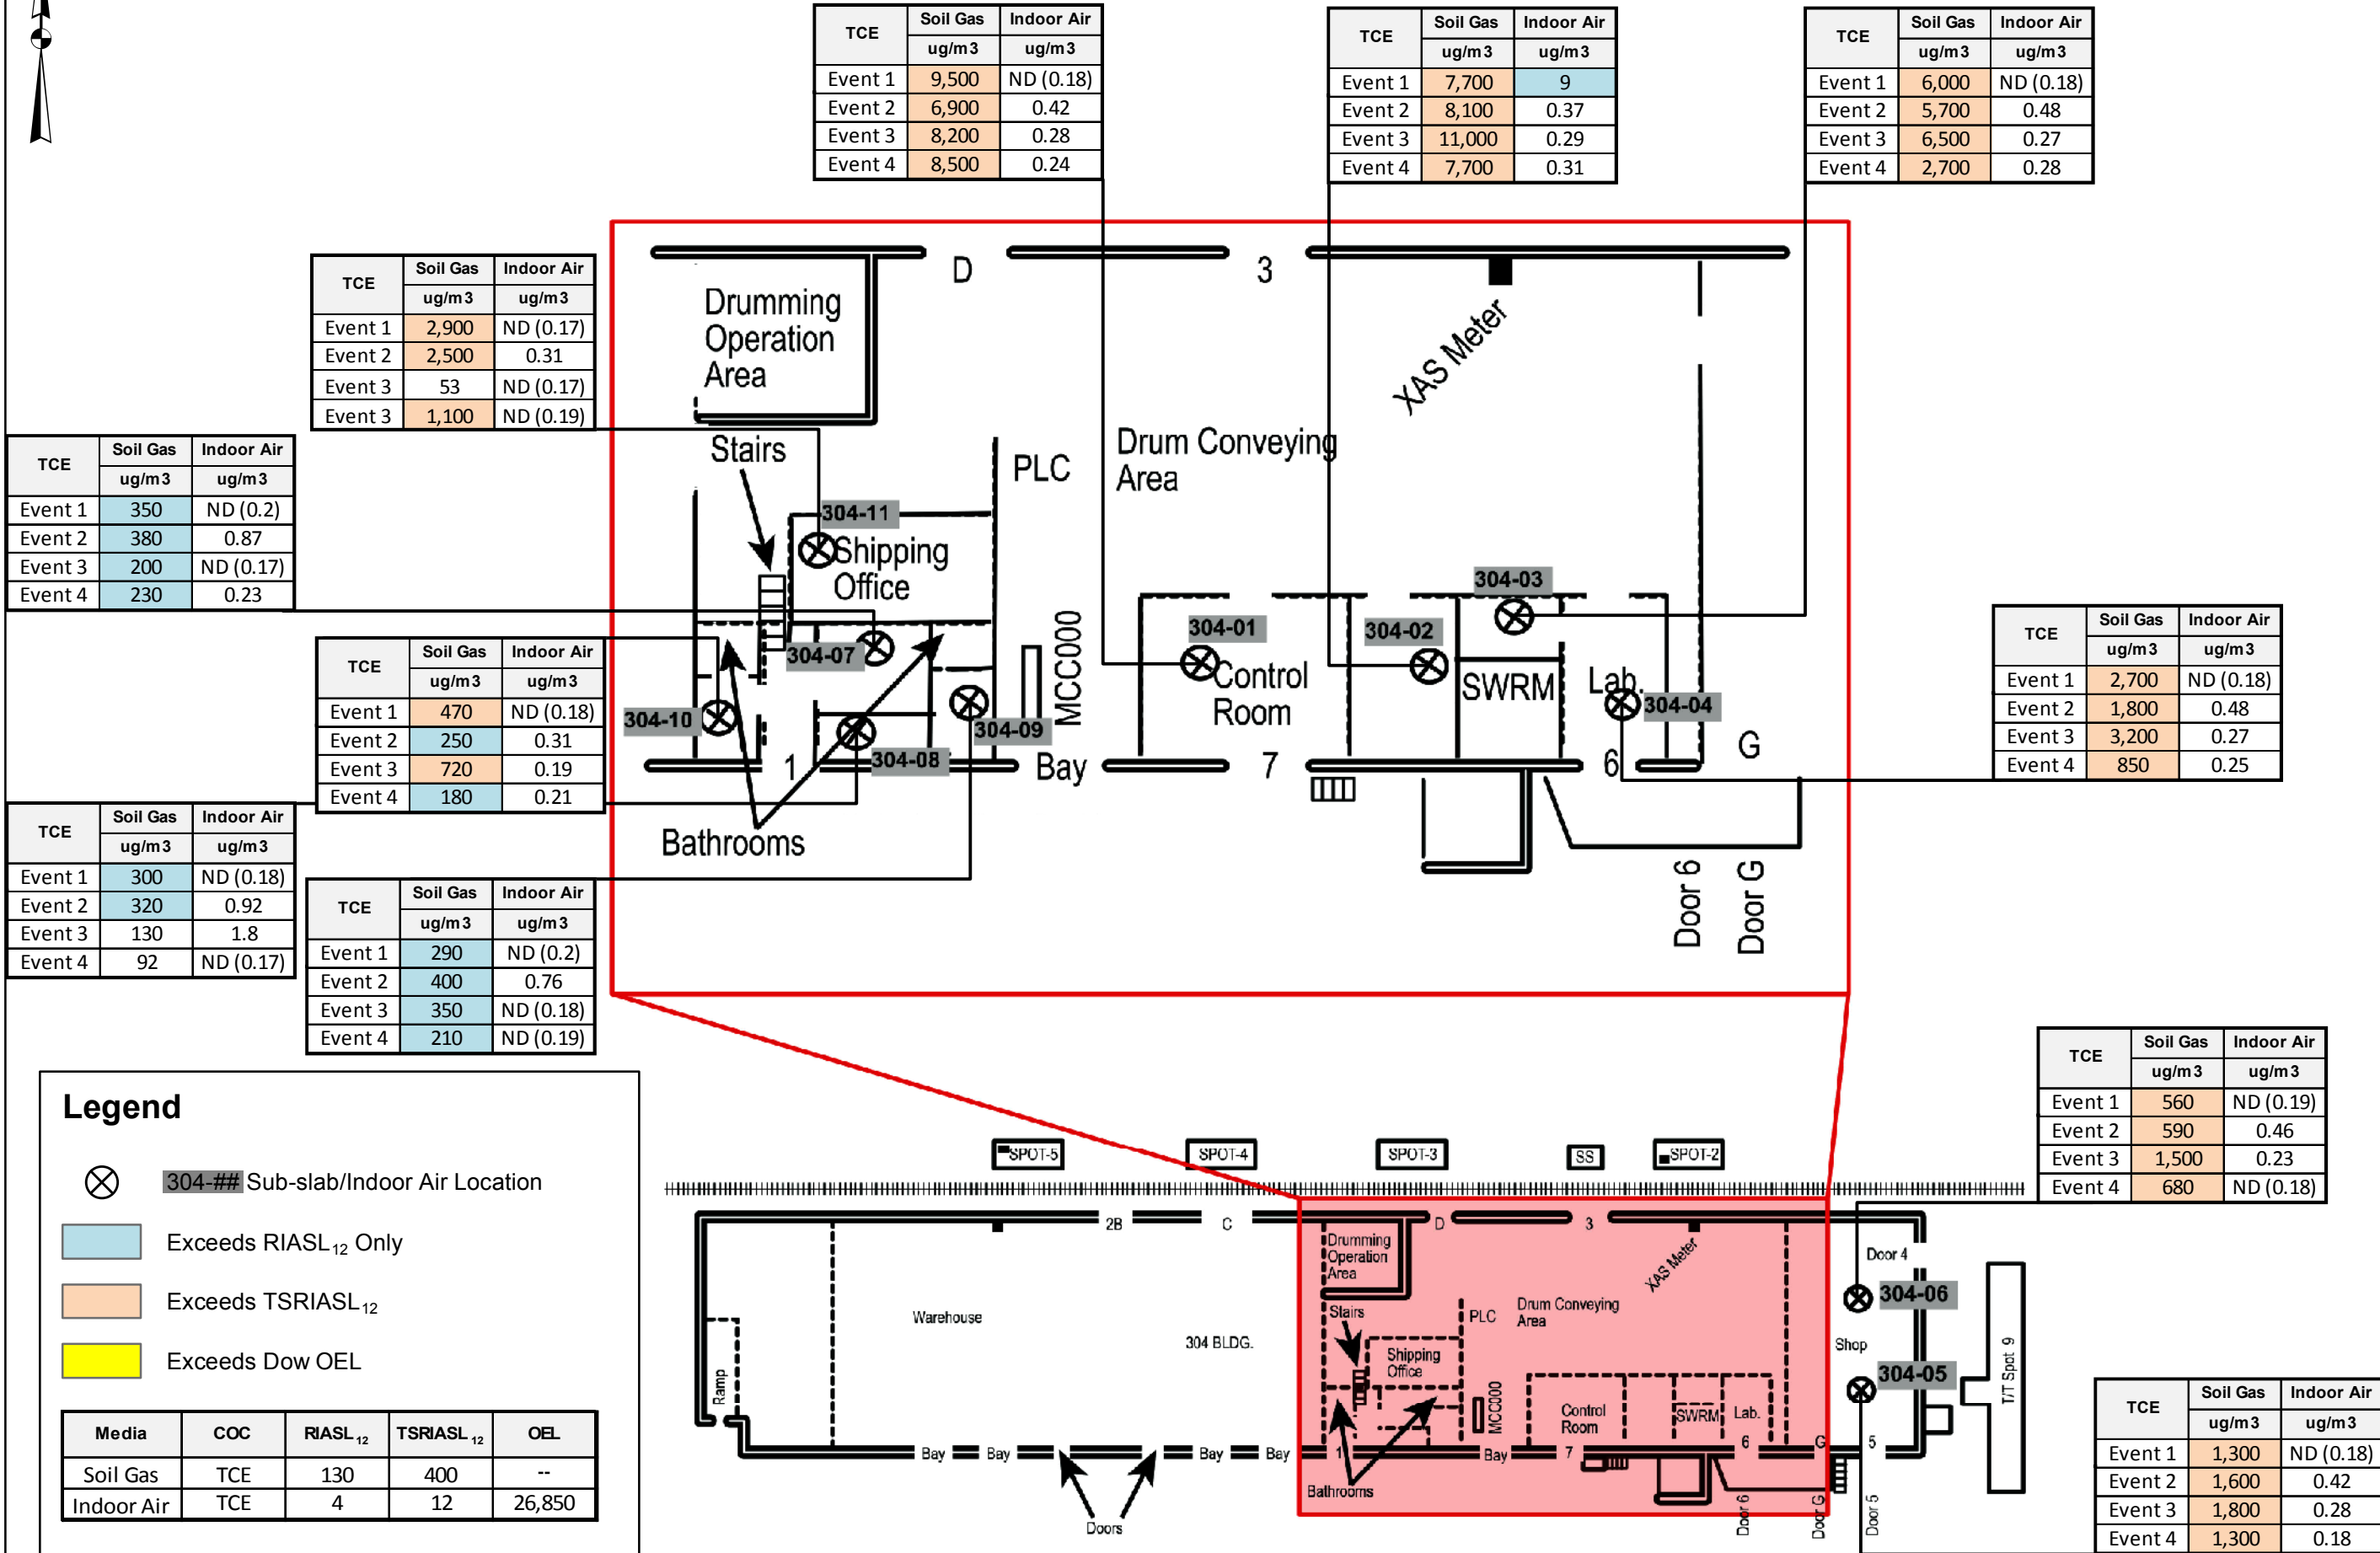 TCE Soil Gas Indoor Air
ug/m3 ug/m3
Event 1 9,500 ND (0.18)
Event 2 6,900 0.42
Event 3 8,200 0.28
Event 4 8,500 0.24
TCE Soil Gas Indoor Air
ug/m3 ug/m3
Event 1 7,700 9
Event 2 8,100 0.37
Event 3 11,000 0.29
Event 4 7,700 0.31
TCE Soil Gas Indoor Air
ug/m3 ug/m3
Event 1 6,000 ND (0.18)
Event 2 5,700 0.48
Event 3 6,500 0.27
Event 4 2,700 0.28
TCE Soil Gas Indoor Air
ug/m3 ug/m3
Event 1 2,900 ND (0.17)
Event 2 2,500 0.31
Event 3 53 ND (0.17)
Event 3 1,100 ND (0.19)
TCE Soil Gas Indoor Air
ug/m3 ug/m3
Event 1 350 ND (0.2)
Event 2 380 0.87
Event 3 200 ND (0.17)
Event 4 230 0.23
TCE Soil Gas Indoor Air
ug/m3 ug/m3
Event 1 470 ND (0.18)
Event 2 250 0.31
Event 3 720 0.19
Event 4 180 0.21
TCE Soil Gas Indoor Air
ug/m3 ug/m3
Event 1 300 ND (0.18)
Event 2 320 0.92
Event 3 130 1.8
Event 4 92 ND (0.17)
TCE Soil Gas Indoor Air
ug/m3 ug/m3
Event 1 290 ND (0.2)
Event 2 400 0.76
Event 3 350 ND (0.18)
Event 4 210 ND (0.19)
D
3
Drumming
Operation
Area
XAS Meter
Stairs
PLC
Drum Conveying
Area
304-11
Shipping
Office
304-03
304-01
304-02
304-07
MCC000
Control
Room
SWRM
Lab.
304-04
304-10
304-09
304-08
1
Bay
7
6
G
Bathrooms
Door 6
Door G
TCE Soil Gas Indoor Air
ug/m3 ug/m3
Event 1 2,700 ND (0.18)
Event 2 1,800 0.48
Event 3 3,200 0.27
Event 4 850 0.25
TCE Soil Gas Indoor Air
ug/m3 ug/m3
Event 1 560 ND (0.19)
Event 2 590 0.46
Event 3 1,500 0.23
Event 4 680 ND (0.18)
Legend
304-## Sub-slab/Indoor Air Location
Exceeds RIASL12 Only
Exceeds TSRIASL12
Exceeds Dow OEL
Media COC RIASL12 TSRIASL12 OEL
Soil Gas TCE 130 400 --
Indoor Air TCE 4 12 26,850
SPOT-5
SPOT-4
SPOT-3
SS
SPOT-2
2B
C
D
3
Drumming
Operation
Area
XAS Meter
Door 4
304-06
Warehouse
304 BLDG.
Stairs
PLC
Drum Conveying
Area
Shop
T/T Spot 9
Ramp
Shipping
Office
304-05
MCC000
Control
Room
SWRM
Lab.
Bay
Bay
Bay
Bay
1
Bay
7
6
G
5
Bathrooms
Doors
Door 6
Door G
Door 5
TCE Soil Gas Indoor Air
ug/m3 ug/m3
Event 1 1,300 ND (0.18)
Event 2 1,600 0.42
Event 3 1,800 0.28
Event 4 1,300 0.18